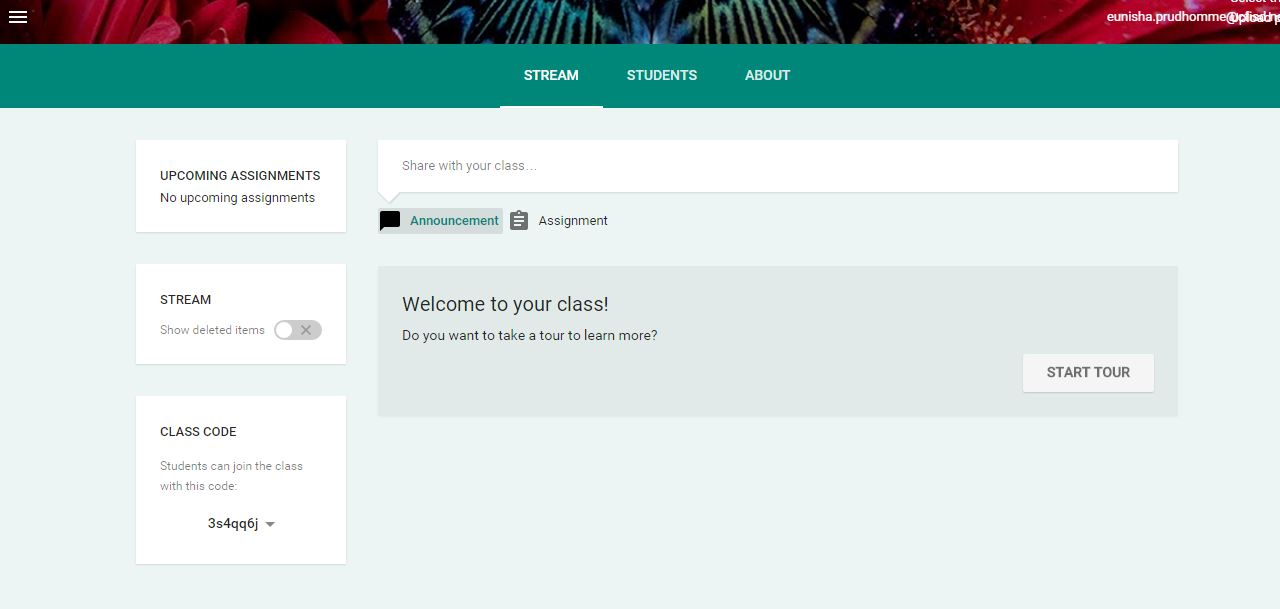 eunisha.prudhomme
STREAM
STUDENTS
ABOUT
UPCOMING ASSIGNMENTS
No upcoming assignments
STREAM
Show deleted items
CLASS CODE
Students can join the class
with this code:
3s4qq6j
Share with your class...
Announcement
Assignment
Welcome to your class!
Do you want to take a tour to learn more?
START TOUR